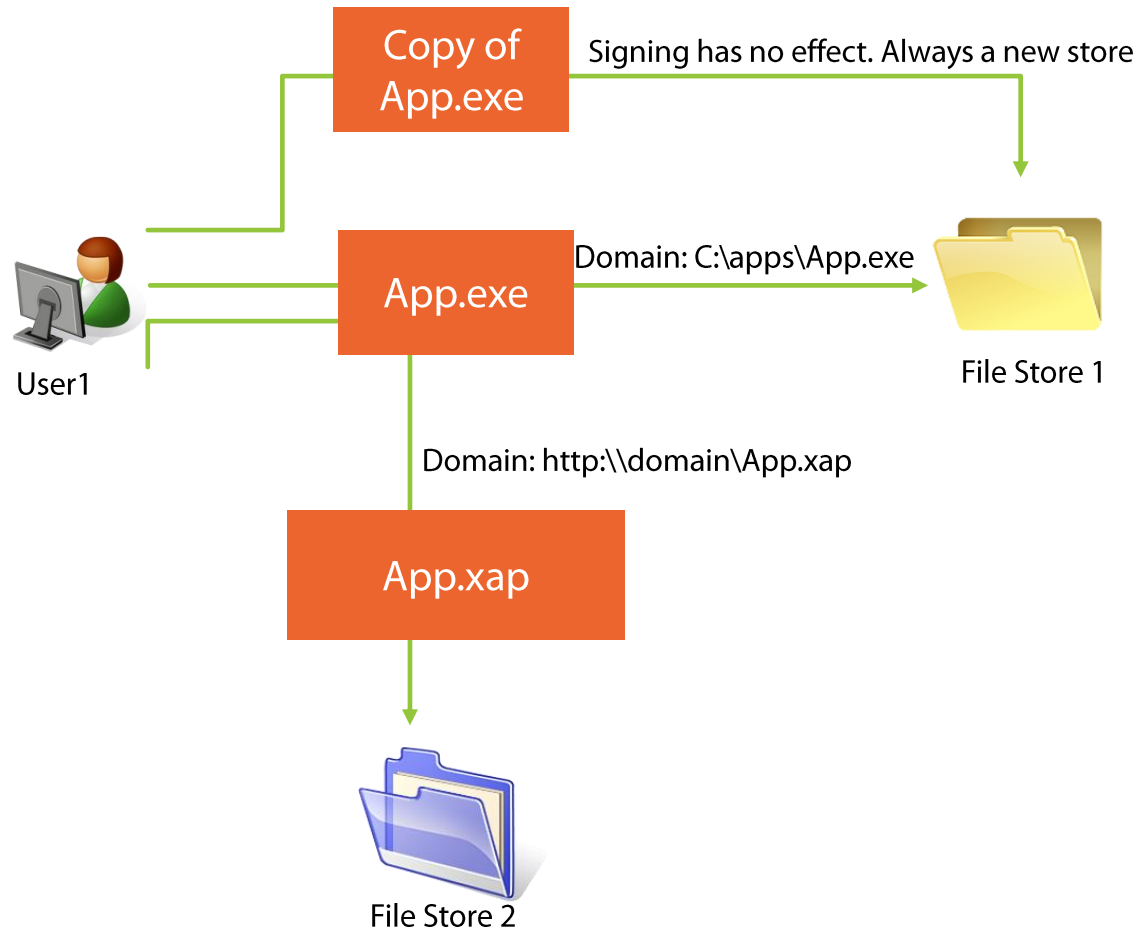 Copy of
App.exe
Signing has no effect. Always a new store
App.exe
Domain: C:\apps\App.exe
User1
File Store 1
Domain: http:\\domain\App.xap
App.xap
File Store 2